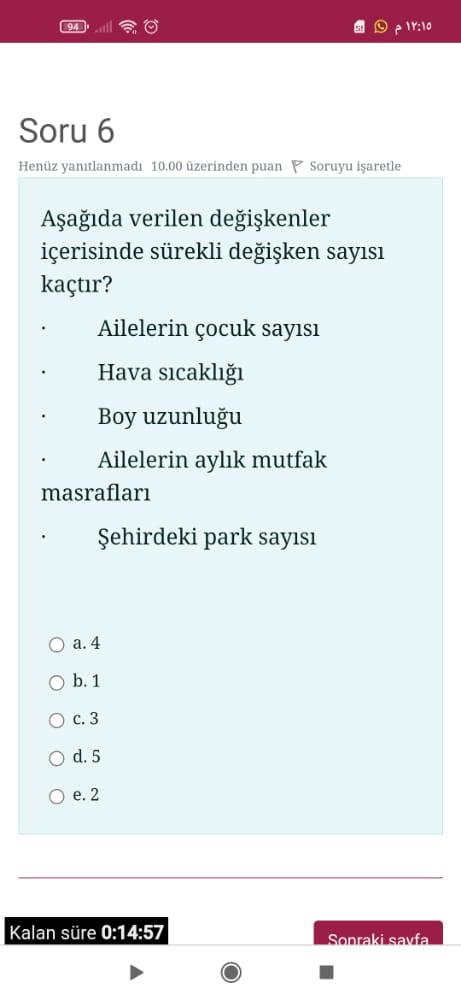 94
١٢:١٥ م
Soru 6
Henüz yanıtlanmadı 10.00 üzerinden puan Soruyu işaretle
Aşağıda verilen değişkenler
içerisinde sürekli değişken sayısı
kaçtır?
· Ailelerin çocuk sayısı
· Hava sıcaklığı
· Boy uzunluğu
· Ailelerin aylık mutfak
masrafları
· Şehirdeki park sayısı
a. 4
b. 1
c. 3
d. 5
e. 2
Kalan süre 0:14:57
Sonraki sayfa